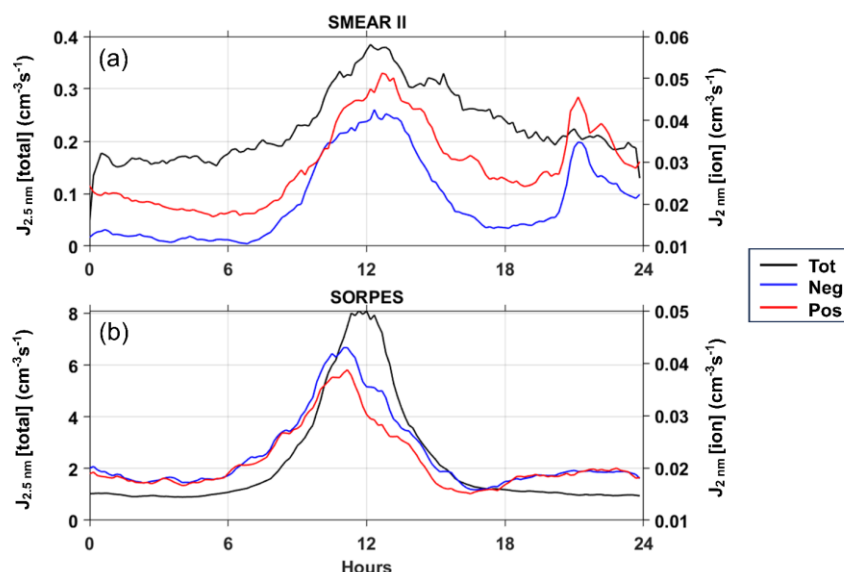 SMEAR II
(a)
J2.5 nm [total] (cm-3s-1)
0.4
0.3
0.2
0.1
0
0.06
0.05
0.04
0.03
0.02
0.01
J2 nm [ion] (cm-3s-1)
0 6 12 18 24
Tot
Neg
Pos
SORPES
(b)
J2.5 nm [total] (cm-3s-1)
8
6
4
2
0
0.05
0.04
0.03
0.02
0.01
J2 nm [ion] (cm-3s-1)
0 6 12 18 24
Hours